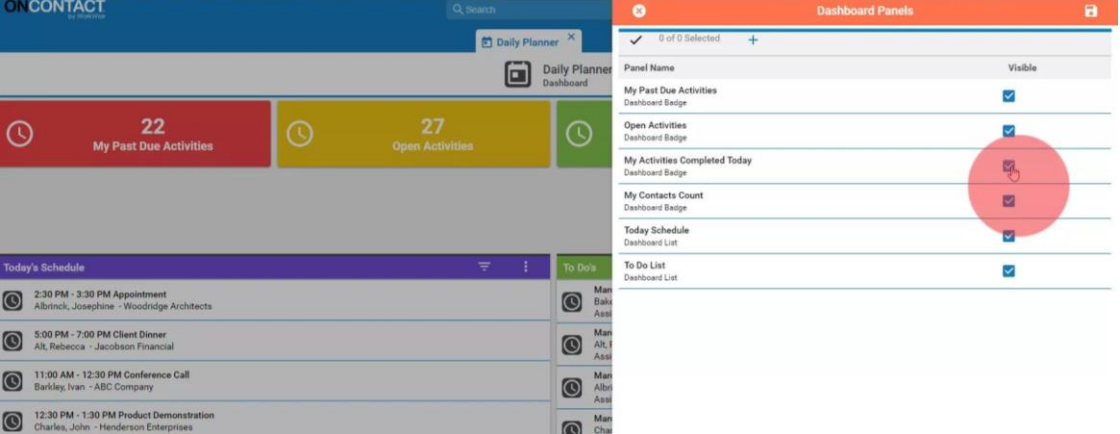 ONCONTACT
by WorkWise
Search
Daily Planner
Daily Planner
Dashboard
22
My Past Due Activities
27
Open Activities
Today's Schedule
2:30 PM - 3:30 PM Appointment
Albrinck, Josephine - Woodridge Architects
5:00 PM - 7:00 PM Client Dinner
Alt, Rebecca - Jacobson Financial
11:00 AM - 12:30 PM Conference Call
Barkley, Ivan - ABC Company
12:30 PM - 1:30 PM Product Demonstration
Charles, John - Henderson Enterprises
To Do's
Dashboard Panels
0 of 0 Selected
Panel Name Visible
My Past Due Activities
Dashboard Badge
Open Activities
Dashboard Badge
My Activities Completed Today
Dashboard Badge
My Contacts Count
Dashboard Badge
Today Schedule
Dashboard List
To Do List
Dashboard List